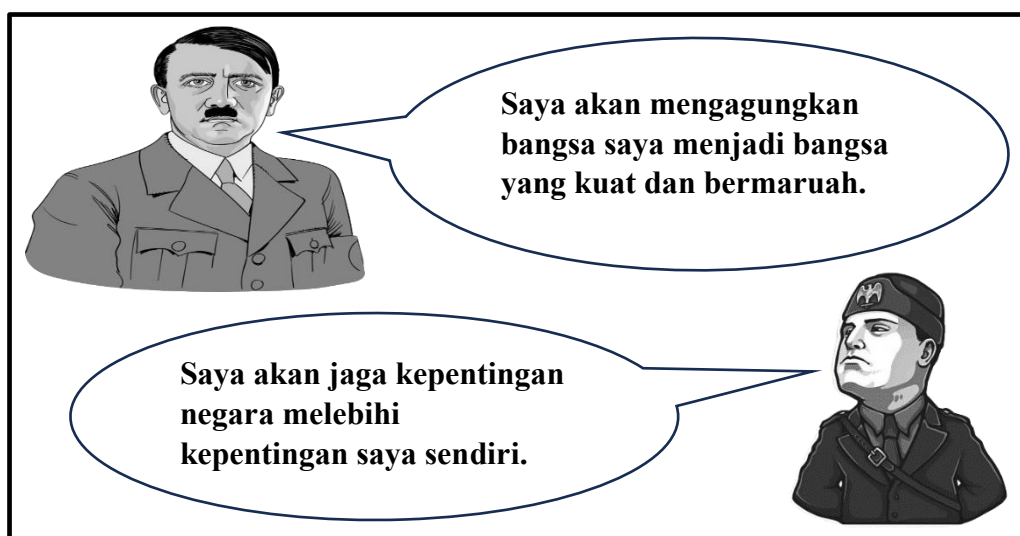 Saya akan mengagungkan
bangsa saya menjadi bangsa
yang kuat dan bermaruah.
Saya akan jaga kepentingan
negara melebihi
kepentingan saya sendiri.